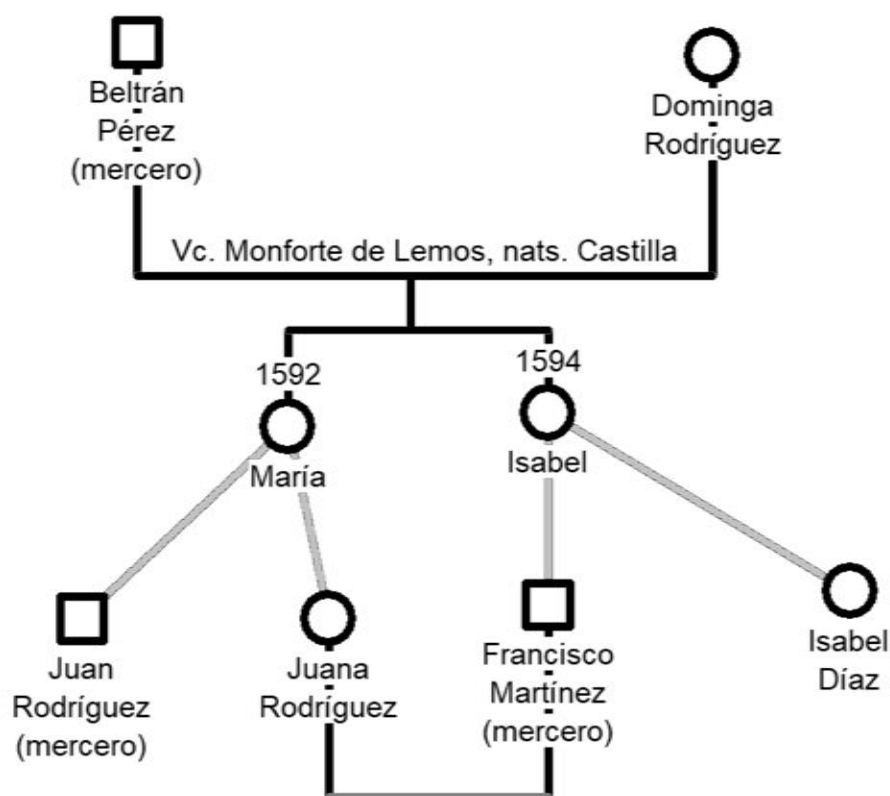 Beltrán
Pérez
(mercero)
Dominga
Rodríguez
Vc. Monforte de Lemos, nats. Castilla
1592
1594
María
Isabel
Juan
Rodríguez
(mercero)
Juana
Rodríguez
Francisco
Martínez
(mercero)
Isabel
Díaz